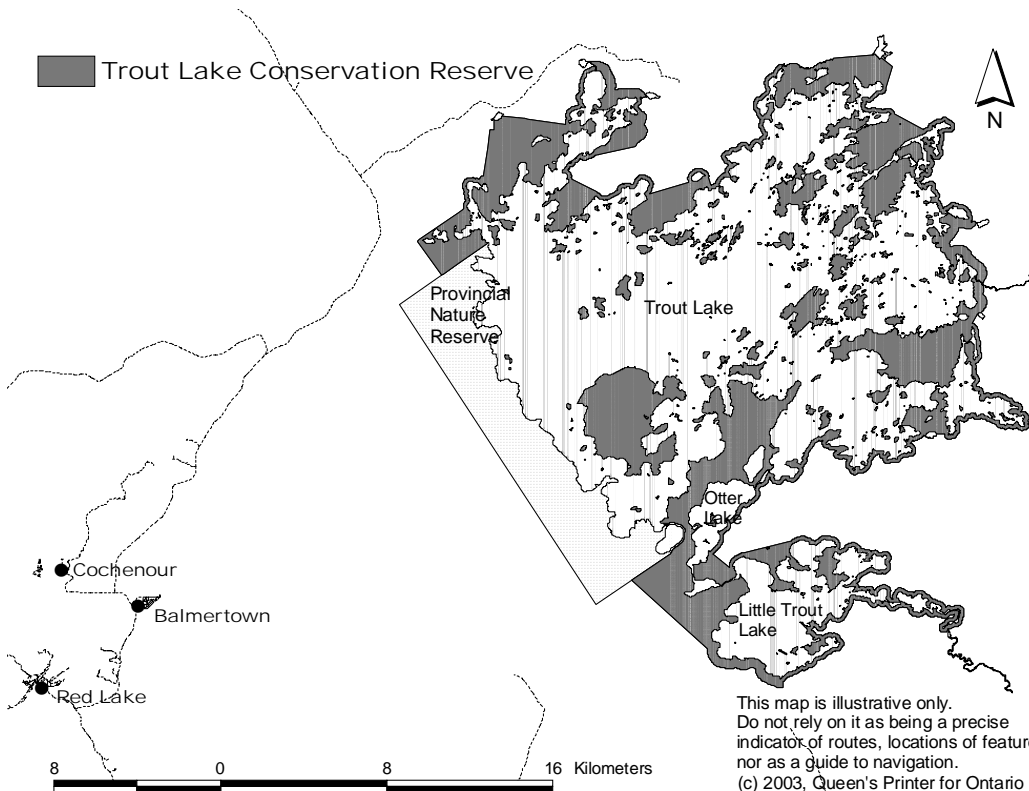 Trout Lake Conservation Reserve
N
Provincial
Nature
Reserve
Trout Lake
Otter
Lake
Cochenour
Balmertown
Little Trout
Lake
Red Lake
This map is illustrative only.
Do not rely on it as being a precise
indicator of routes, locations of feature
nor as a guide to navigation.
(c) 2003, Queen's Printer for Ontario
8 0 8 16 Kilometers